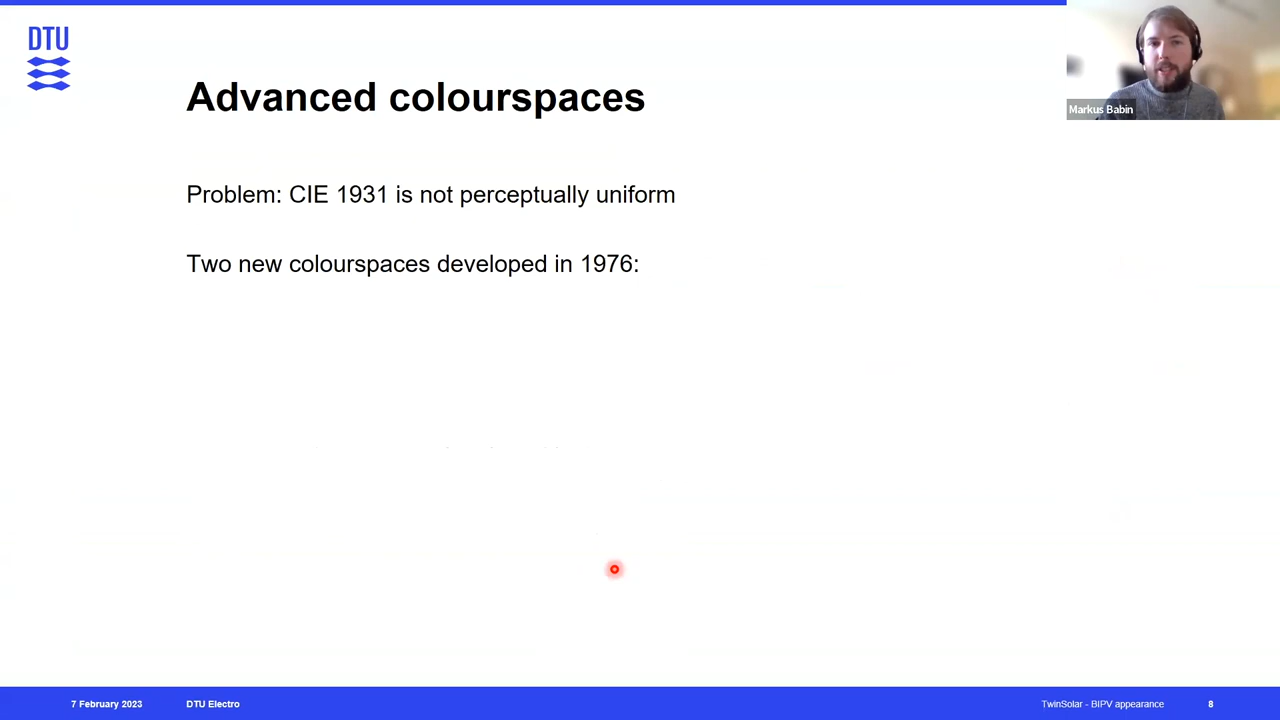 DTU
Advanced colourspaces
Markus Babin
Problem: CIE 1931 is not perceptually uniform
Two new colourspaces developed in 1976:
7 February 2023
DTU Electro
TwinSolar - BIPV appearance
8